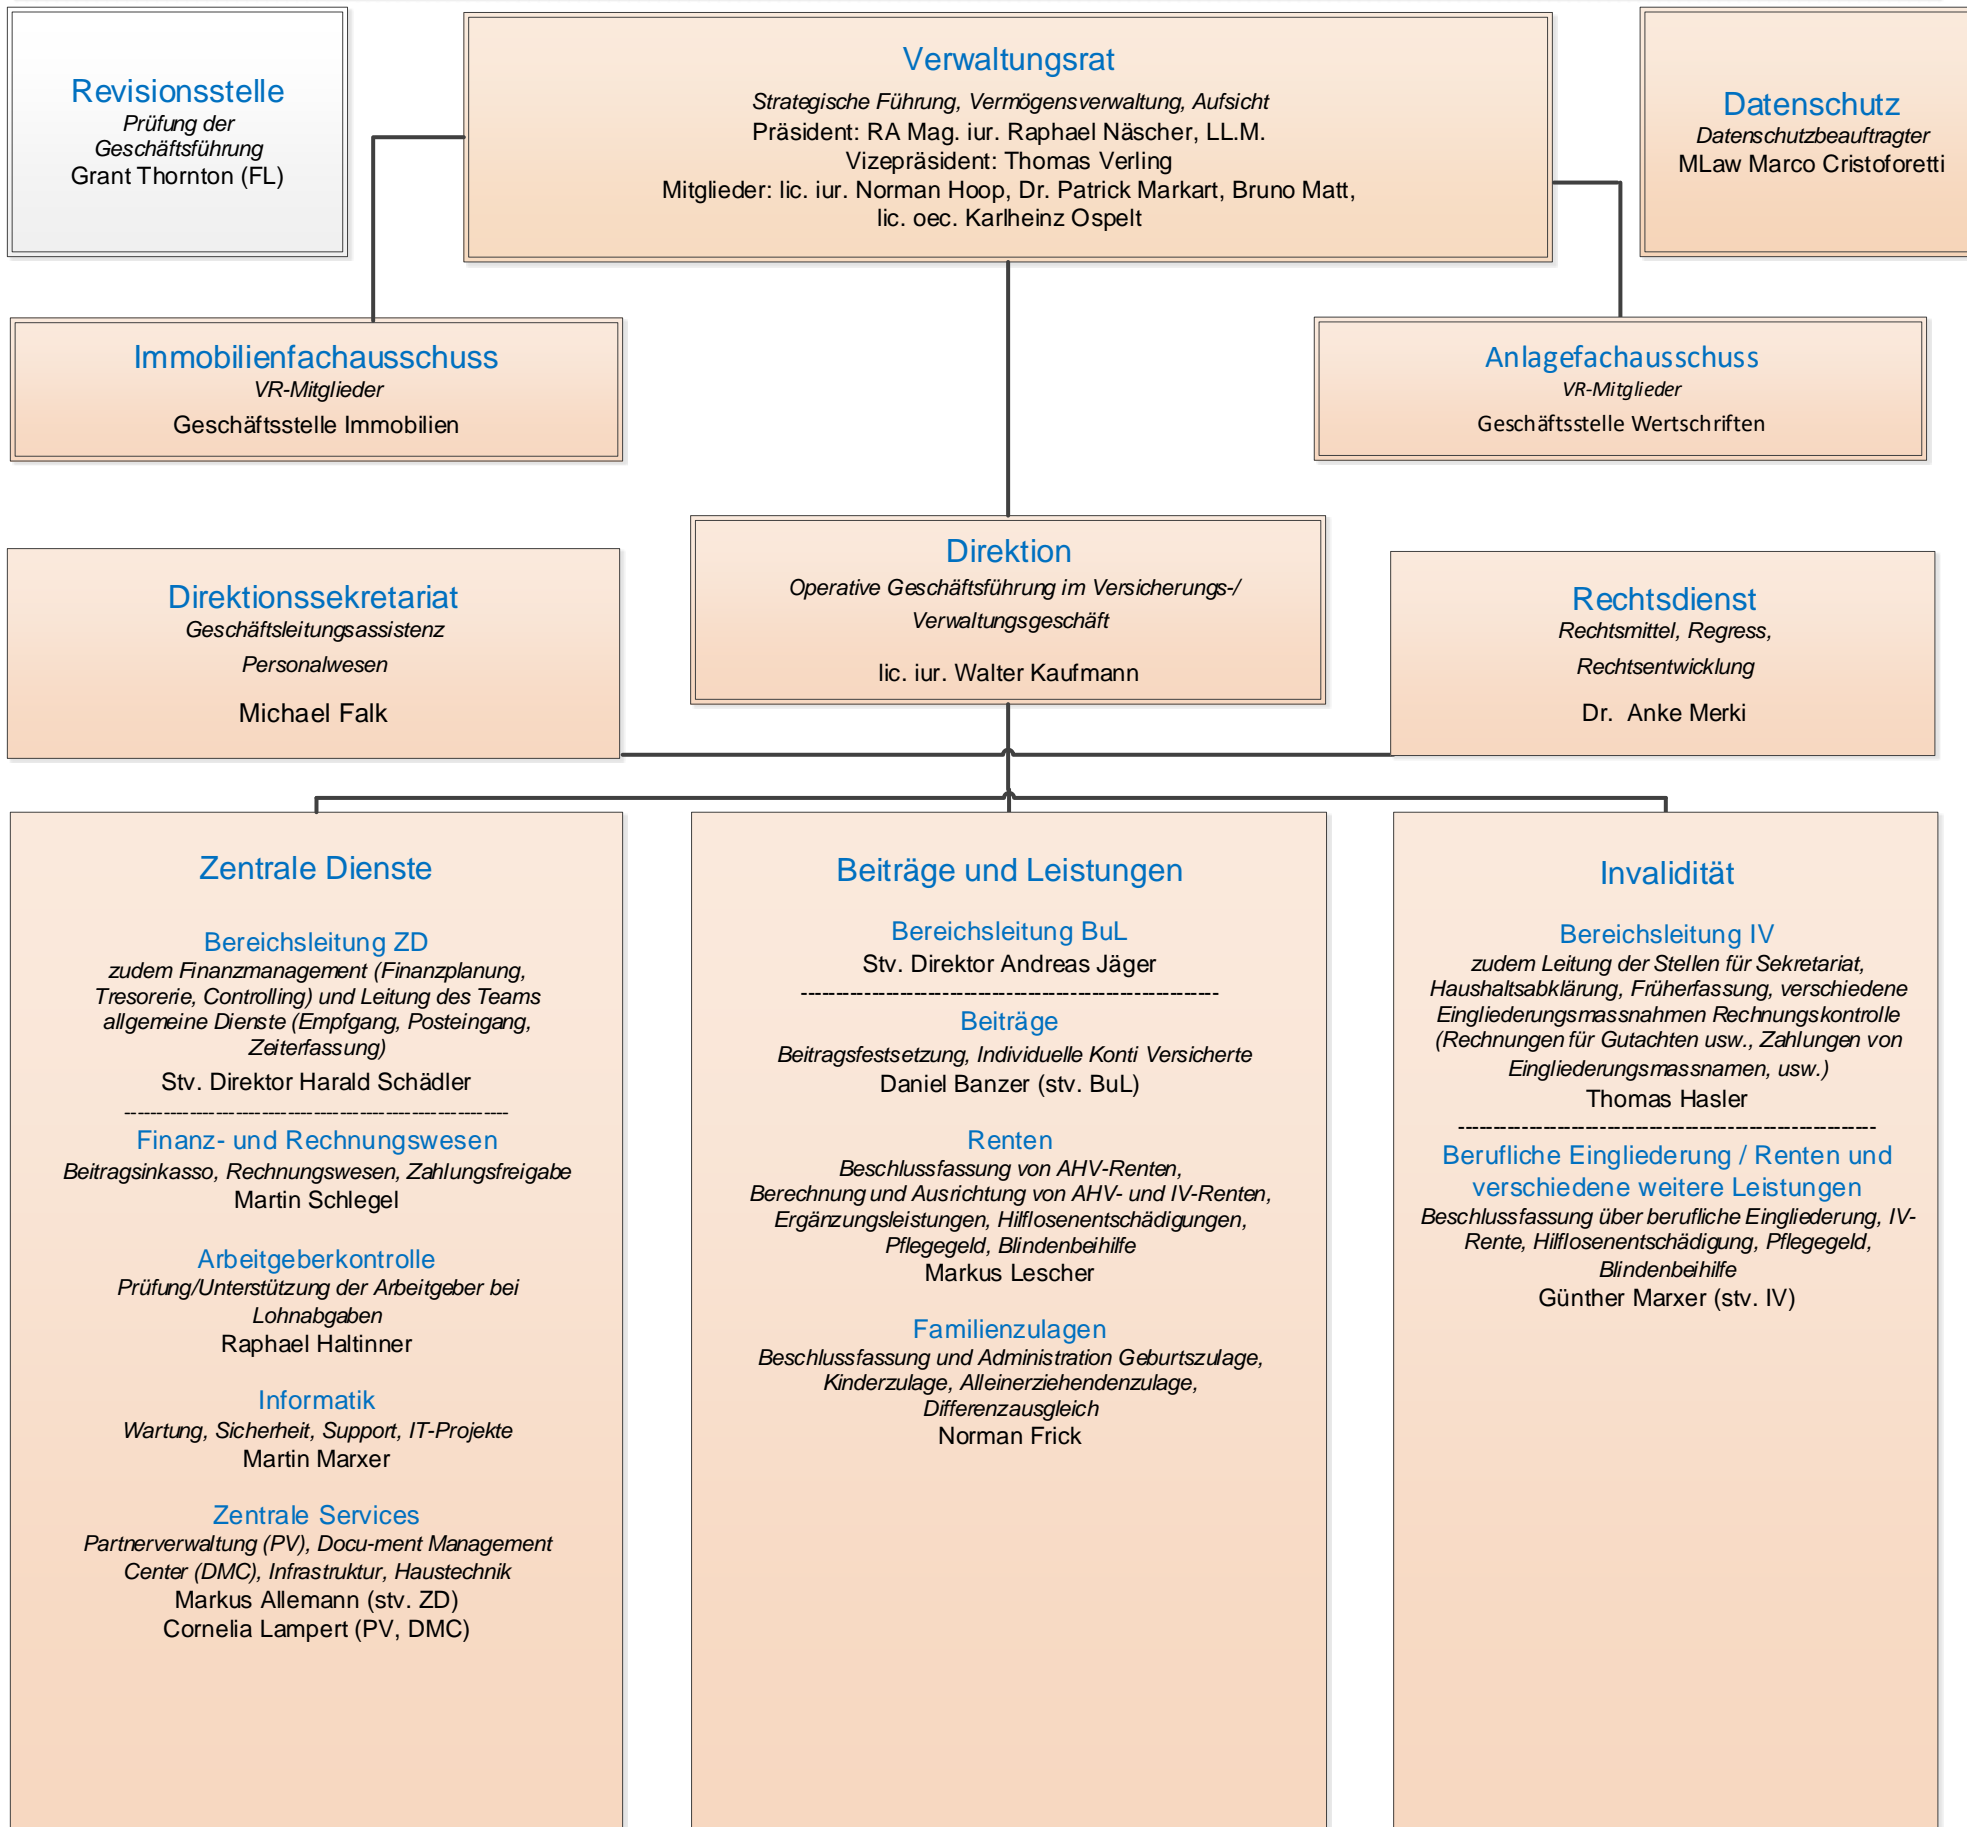 Revisionsstelle
Prüfung der
Geschäftsführung
Grant Thornton (FL)
Verwaltungsrat
Strategische Führung, Vermögensverwaltung, Aufsicht
Präsident: RA Mag. iur. Raphael Näscher, LL.M.
Vizepräsident: Thomas Verling
Mitglieder: lic. iur. Norman Hoop, Dr. Patrick Markart, Bruno Matt,
lic. oec. Karlheinz Ospelt
Datenschutz
Datenschutzbeauftragter
MLaw Marco Cristoforetti
Immobilienfachausschuss
VR-Mitglieder
Geschäftsstelle Immobilien
Anlagefachausschuss
VR-Mitglieder
Geschäftsstelle Wertschriften
Direktionssekretariat
Geschäftsleitungsassistenz
Personalwesen
Michael Falk
Direktion
Operative Geschäftsführung im Versicherungs-/
Verwaltungsgeschäft
lic. iur. Walter Kaufmann
Rechtsdienst
Rechtsmittel, Regress,
Rechtsentwicklung
Dr. Anke Merki
Zentrale Dienste
Bereichsleitung ZD
zudem Finanzmanagement (Finanzplanung,
Tresorerie, Controlling) und Leitung des Teams
allgemeine Dienste (Empfgang, Posteingang,
Zeiterfassung)
Stv. Direktor Harald Schädler
------------------------------------------------------------
Finanz- und Rechnungswesen
Beitragsinkasso, Rechnungswesen, Zahlungsfreigabe
Martin Schlegel
Arbeitgeberkontrolle
Prüfung/Unterstützung der Arbeitgeber bei
Lohnabgaben
Raphael Haltinner
Informatik
Wartung, Sicherheit, Support, IT-Projekte
Martin Marxer
Zentrale Services
Partnerverwaltung (PV), Docu-ment Management
Center (DMC), Infrastruktur, Haustechnik
Markus Allemann (stv. ZD)
Cornelia Lampert (PV, DMC)
Beiträge und Leistungen
Bereichsleitung BuL
Stv. Direktor Andreas Jäger
------------------------------------------------------------
Beiträge
Beitragsfestsetzung, Individuelle Konti Versicherte
Daniel Banzer (stv. BuL)
Renten
Beschlussfassung von AHV-Renten,
Berechnung und Ausrichtung von AHV- und IV-Renten,
Ergänzungsleistungen, Hilflosenentschädigungen,
Pflegegeld, Blindenbeihilfe
Markus Lescher
Familienzulagen
Beschlussfassung und Administration Geburtszulage,
Kinderzulage, Alleinerziehendenzulage,
Differenzausgleich
Norman Frick
Invalidität
Bereichsleitung IV
zudem Leitung der Stellen für Sekretariat,
Haushaltsabklärung, Früherfassung, verschiedene
Eingliederungsmassnahmen Rechnungskontrolle
(Rechnungen für Gutachten usw., Zahlungen von
Eingliederungsmassnamen, usw.)
Thomas Hasler
------------------------------------------------------------
Berufliche Eingliederung / Renten und
verschiedene weitere Leistungen
Beschlussfassung über berufliche Eingliederung, IV-
Rente, Hilflosenentschädigung, Pflegegeld,
Blindenbeihilfe
Günther Marxer (stv. IV)